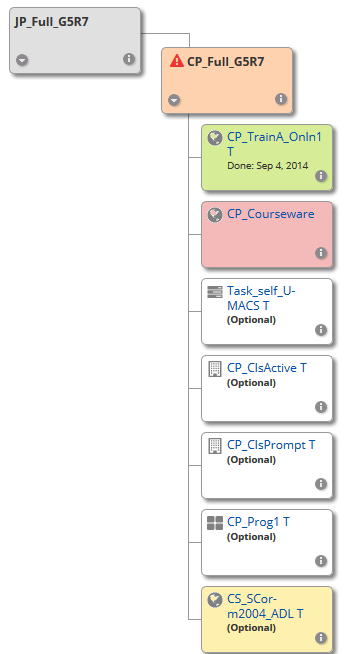 JP_Full_G5R7
CP_Full_G5R7
CP_TrainA_Onln1
T
Done: Sep 4, 2014
CP_Courseware
Task_self_U-
MACS T
(Optional)
CP_ClsActive T
(Optional)
CP_ClsPrompt T
(Optional)
CP_Prog1 T
(Optional)
CS_SCor-
m2004_ADL T
(Optional)